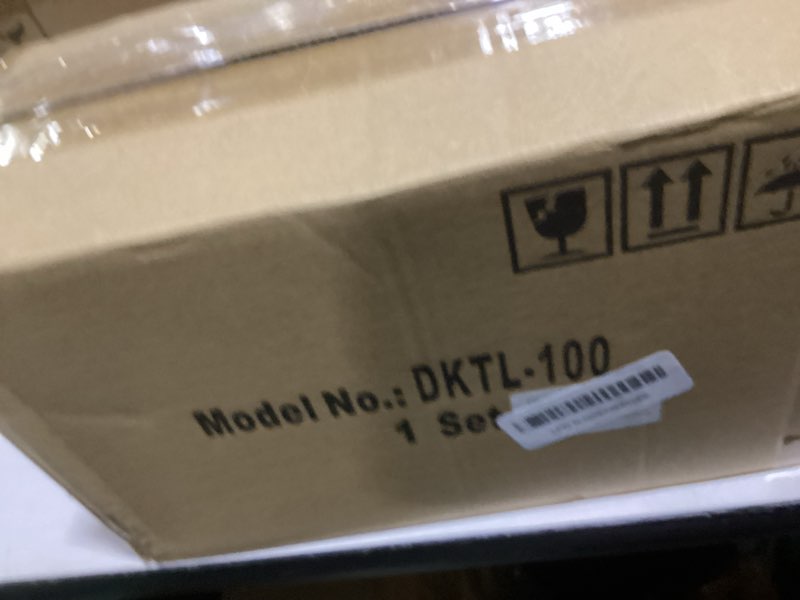 Model No.: DKTL-100
1 Set